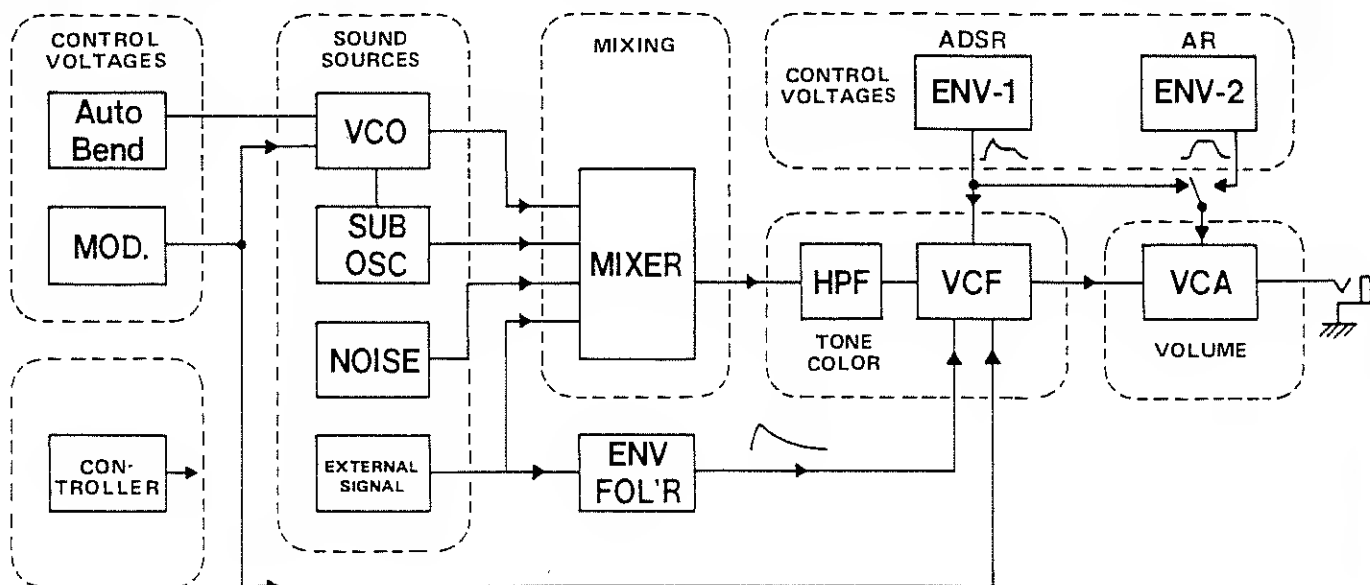 CONTROL
VOLTAGES
Auto
Bend
MOD.
CON-
TROLLER
SOUND
SOURCES
VCO
SUB
OSC
NOISE
EXTERNAL
SIGNAL
MIXING
MIXER
ENV
FOL'R
CONTROL
VOLTAGES
ADSR
ENV-1
AR
ENV-2
HPF
VCF
TONE
COLOR
VCA
VOLUME